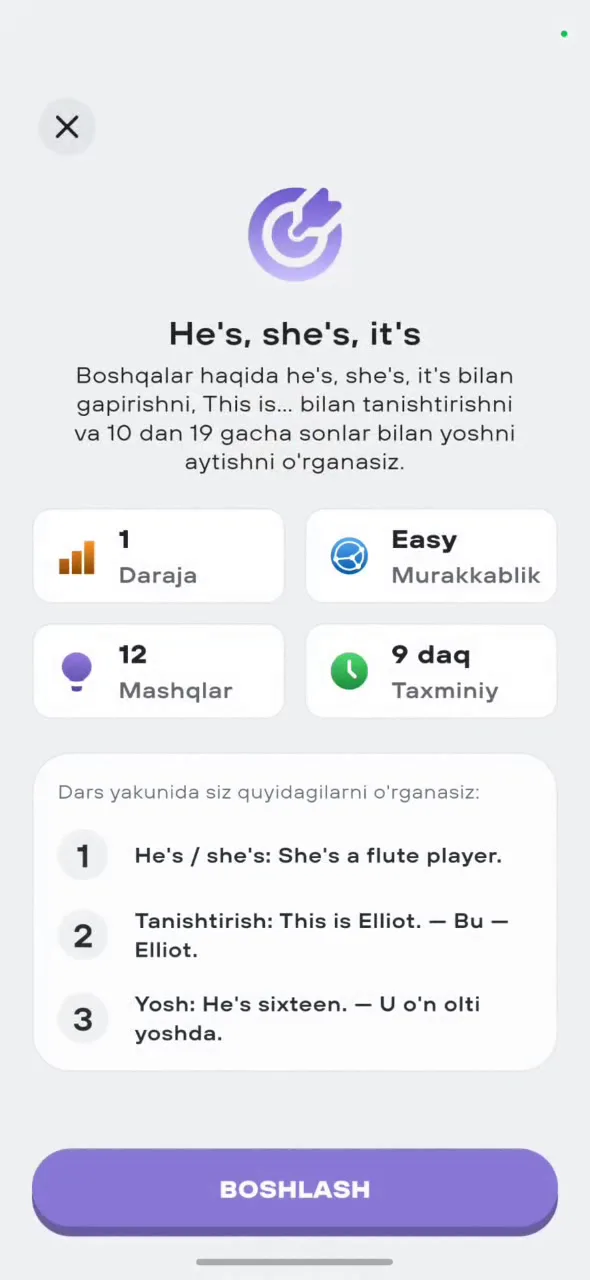 He's, she's, it's
Boshqalar haqida he's, she's, it's bilan
gapirishni, This is... bilan tanishtirishni
va 10 dan 19 gacha sonlar bilan yoshni
aytishni o'rganasiz.
1
Daraja
Easy
Murakkablik
12
Mashqlar
9 daq
Taxminiy
Dars yakunida siz quyidagilarni o'rganasiz:
1
He's / she's: She's a flute player.
2
Tanishtirish: This is Elliot. — Bu —
Elliot.
3
Yosh: He's sixteen. — U o'n olti
yoshda.
BOSHLASH